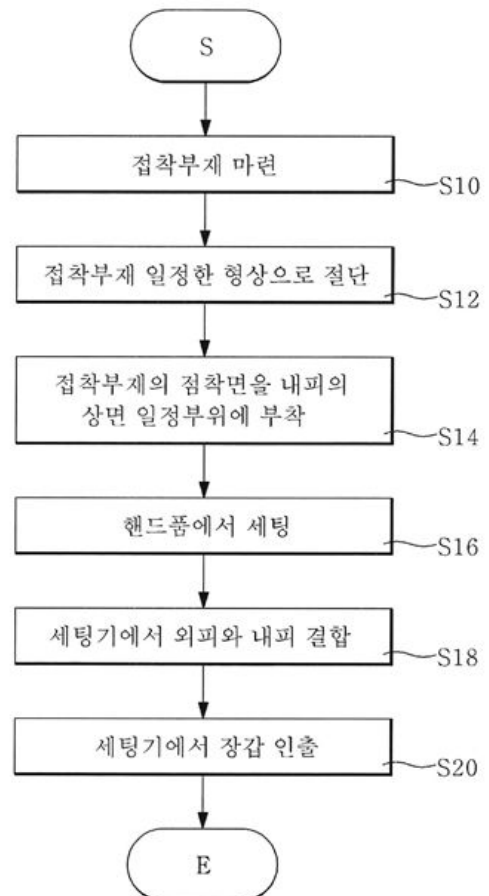 S
접착부재 마련
S10
접착부재 일정한 형상으로 절단
S12
접착부재의 점착면을 내피의
상면 일정부위에 부착
S14
핸드폼에서 세팅
S16
세팅기에서 외피와 내피 결합
S18
세팅기에서 장갑 인출
S20
E